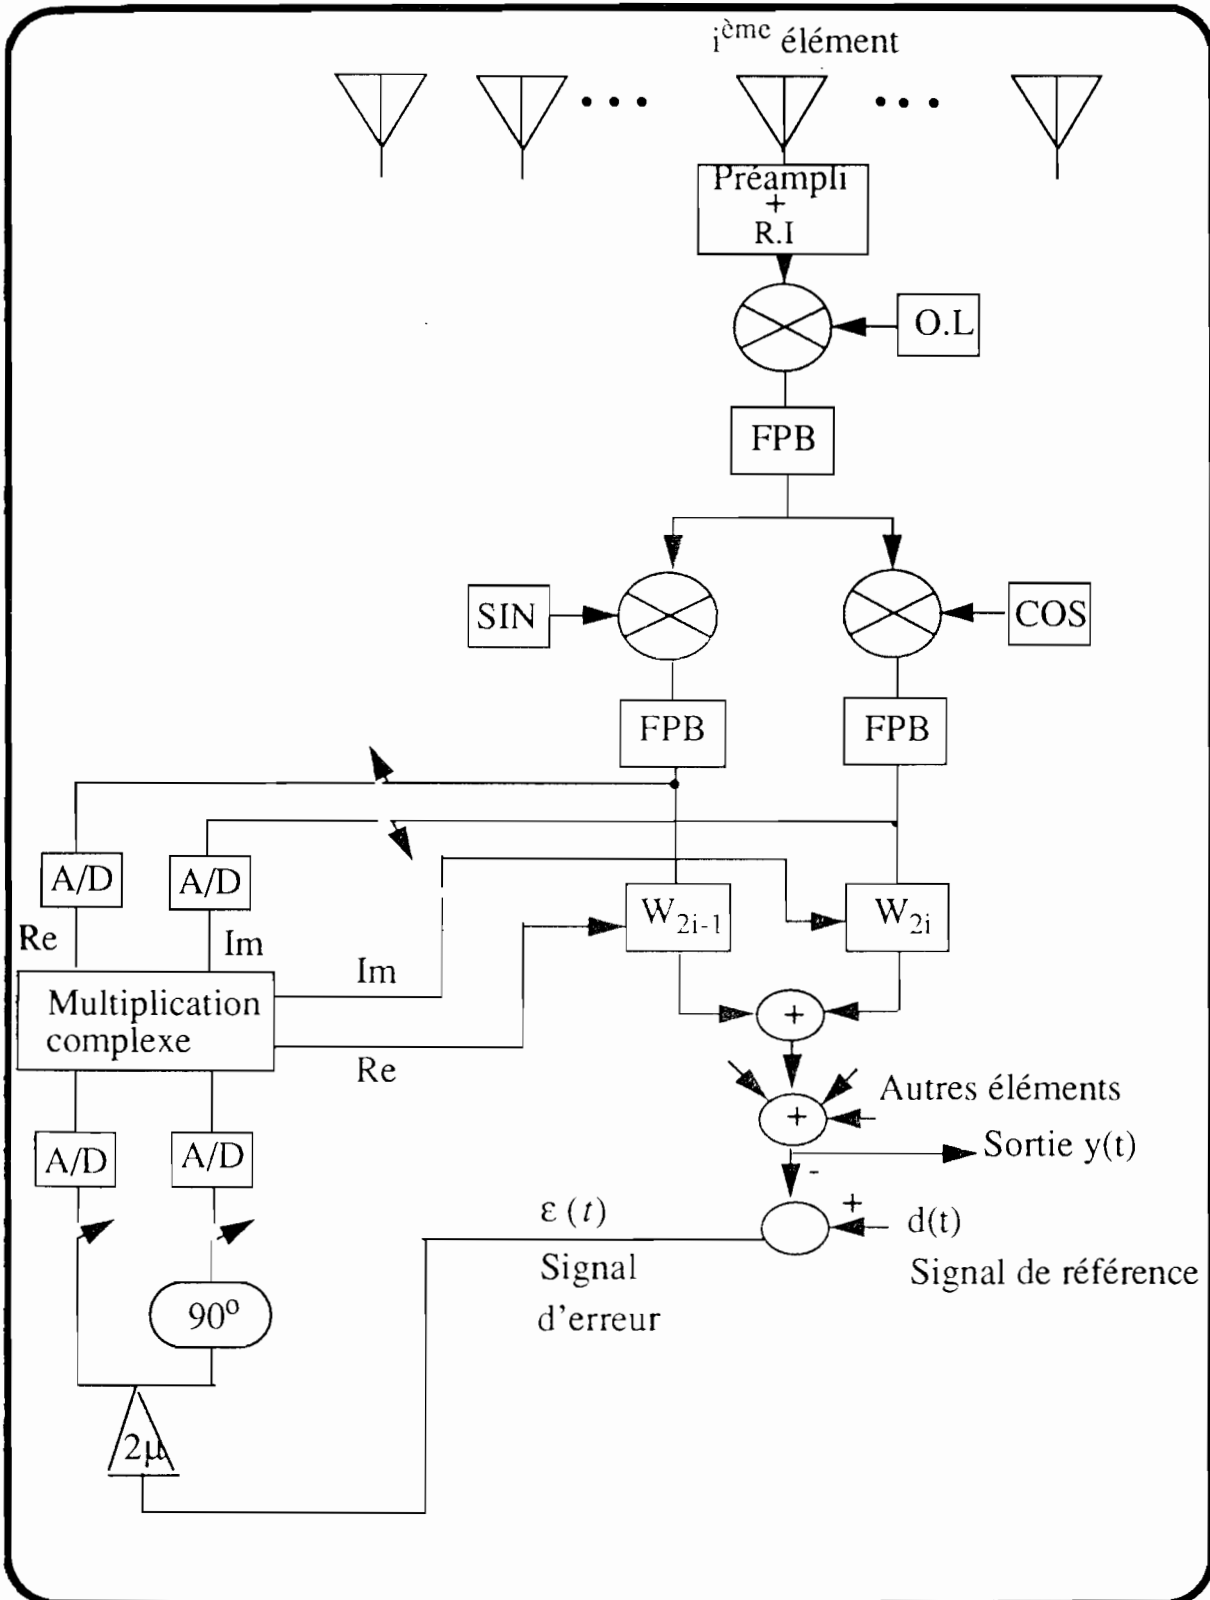 ième élément
Préampli
+
R.I
O.L
FPB
SIN
COS
FPB
FPB
A/D
A/D
W2i-1
W2i
Re
Im
Im
Multiplication
complexe
Re
+
+
Autres éléments
Sortie y(t)
-
A/D
A/D
+
ε(t)
d(t)
Signal
d'erreur
Signal de référence
90º
2µ